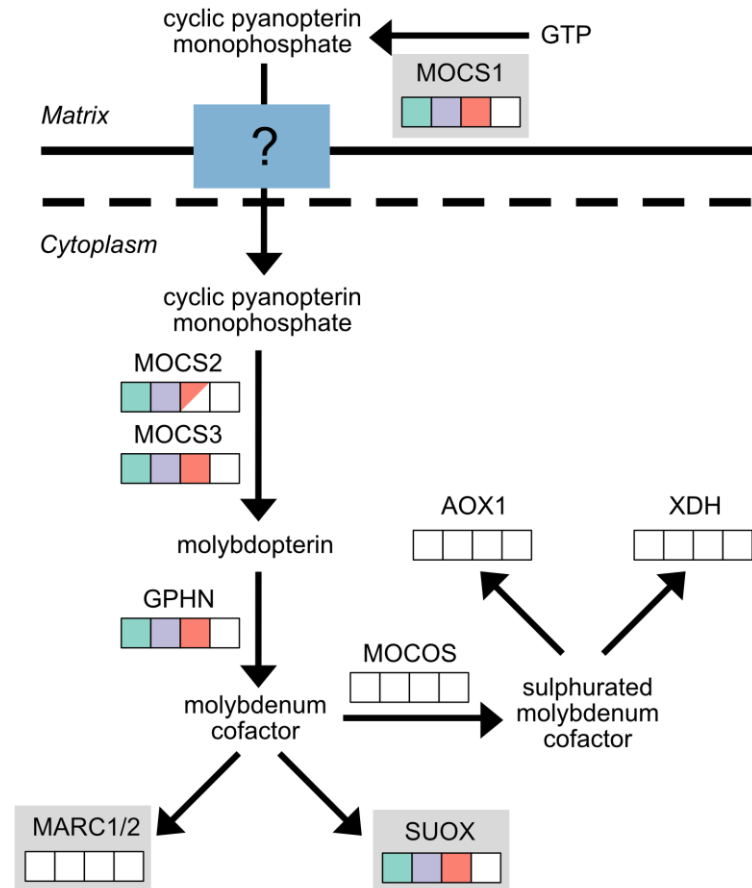 cyclic pyanopterin
monophosphate
GTP
MOCS1
Matrix
?
Cytoplasm
cyclic pyanopterin
monophosphate
MOCS2
MOCS3
AOX1
XDH
molybdopterin
GPHN
MOCOS
molybdenum
cofactor
sulphurated
molybdenum
cofactor
MARC1/2
SUOX